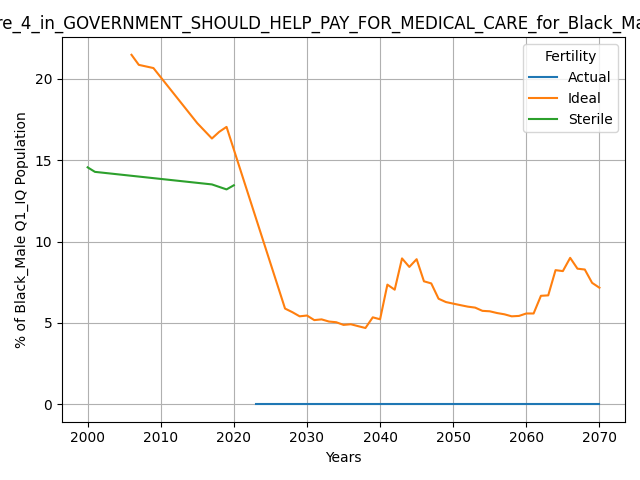 re_4_in_GOVERNMENT_SHOULD_HELP_PAY_FOR_MEDICAL_CARE_for_Black_Ma
Fertility
Actual
Ideal
Sterile
% of Black_Male Q1_IQ Population
20
15
10
5
0
2000 2010 2020 2030 2040 2050 2060 2070
Years